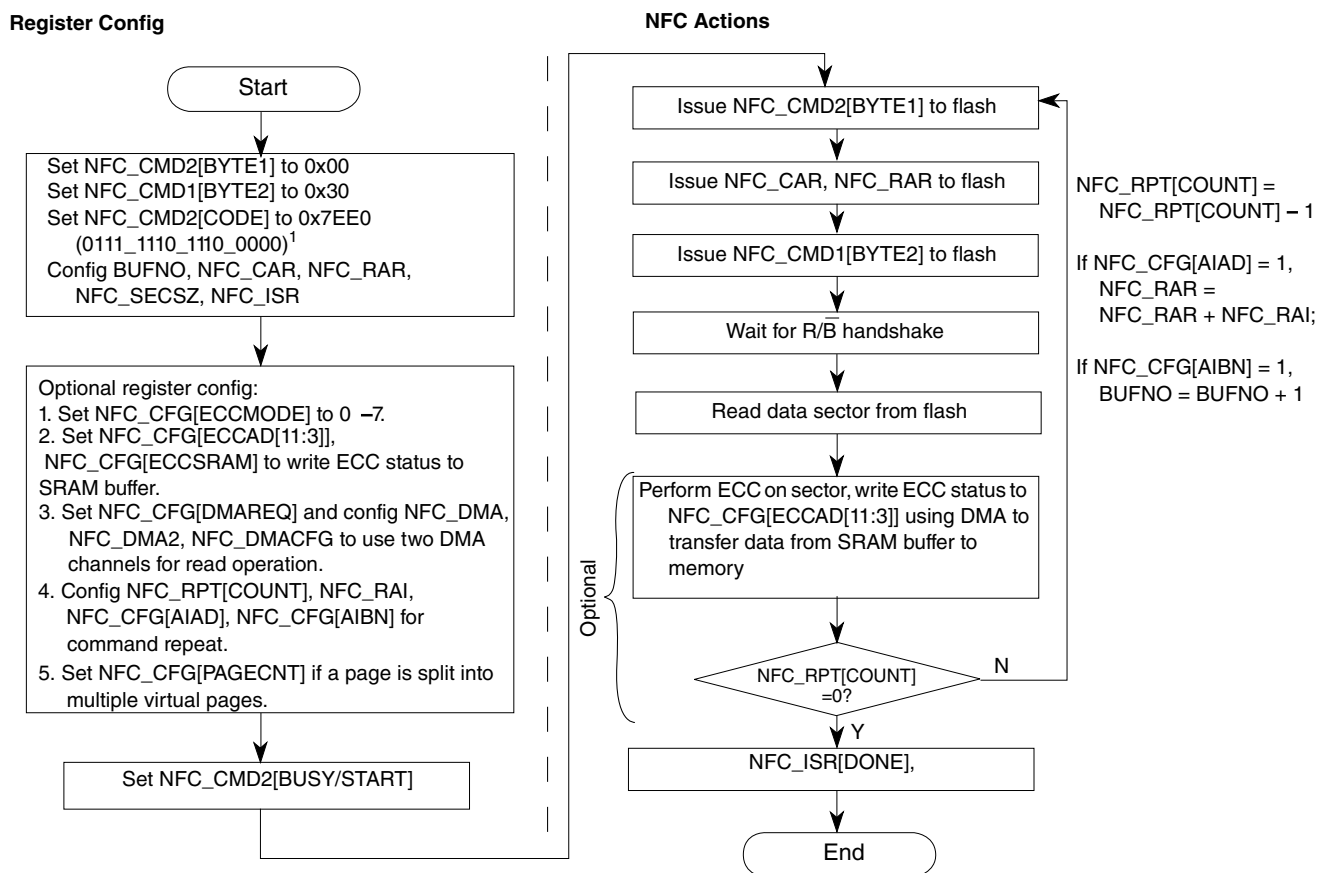 Register Config
Start
Set NFC_CMD2[BYTE1] to 0x00
Set NFC_CMD1[BYTE2] to 0x30
Set NFC_CMD2[CODE] to 0x7EE0
(0111_1110_1110_0000)1
Config BUFNO, NFC_CAR, NFC_RAR,
NFC_SECSZ, NFC_ISR
Optional register config:
1. Set NFC_CFG[ECCMODE] to 0 –7.
2. Set NFC_CFG[ECCAD[11:3]],
NFC_CFG[ECCSRAM] to write ECC status to
SRAM buffer.
3. Set NFC_CFG[DMAREQ] and config NFC_DMA,
NFC_DMA2, NFC_DMACFG to use two DMA
channels for read operation.
4. Config NFC_RPT[COUNT], NFC_RAI,
NFC_CFG[AIAD], NFC_CFG[AIBN] for
command repeat.
5. Set NFC_CFG[PAGECNT] if a page is split into
multiple virtual pages.
Set NFC_CMD2[BUSY/START]
NFC Actions
Issue NFC_CMD2[BYTE1] to flash
Issue NFC_CAR, NFC_RAR to flash
Issue NFC_CMD1[BYTE2] to flash
Wait for R/B̅ handshake
Read data sector from flash
Perform ECC on sector, write ECC status to
NFC_CFG[ECCAD[11:3]] using DMA to
transfer data from SRAM buffer to
memory
Optional
NFC_RPT[COUNT]
=0?
N
Y
NFC_RPT[COUNT] =
NFC_RPT[COUNT] – 1
If NFC_CFG[AIAD] = 1,
NFC_RAR =
NFC_RAR + NFC_RAI;
If NFC_CFG[AIBN] = 1,
BUFNO = BUFNO + 1
NFC_ISR[DONE],
End